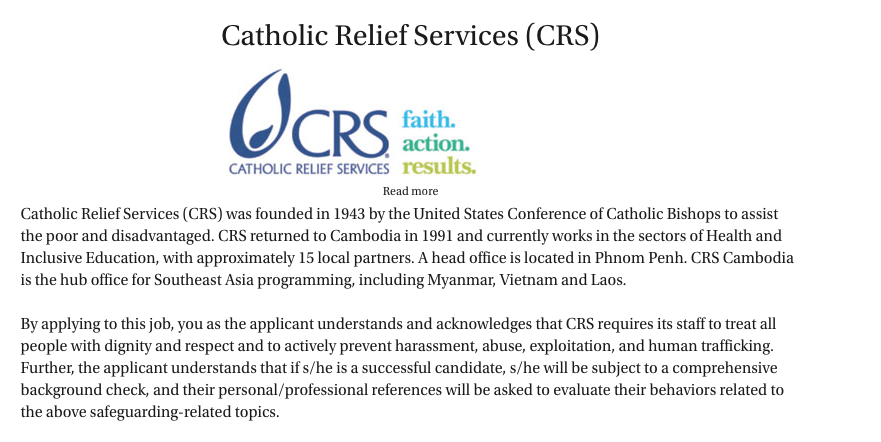 Catholic Relief Services (CRS)
CRS
CATHOLIC RELIEF SERVICES
faith.
action.
results.
Read more
Catholic Relief Services (CRS) was founded in 1943 by the United States Conference of Catholic Bishops to assist
the poor and disadvantaged. CRS returned to Cambodia in 1991 and currently works in the sectors of Health and
Inclusive Education, with approximately 15 local partners. A head office is located in Phnom Penh. CRS Cambodia
is the hub office for Southeast Asia programming, including Myanmar, Vietnam and Laos.
By applying to this job, you as the applicant understands and acknowledges that CRS requires its staff to treat all
people with dignity and respect and to actively prevent harassment, abuse, exploitation, and human trafficking.
Further, the applicant understands that if s/he is a successful candidate, s/he will be subject to a comprehensive
background check, and their personal/professional references will be asked to evaluate their behaviors related to
the above safeguarding-related topics.